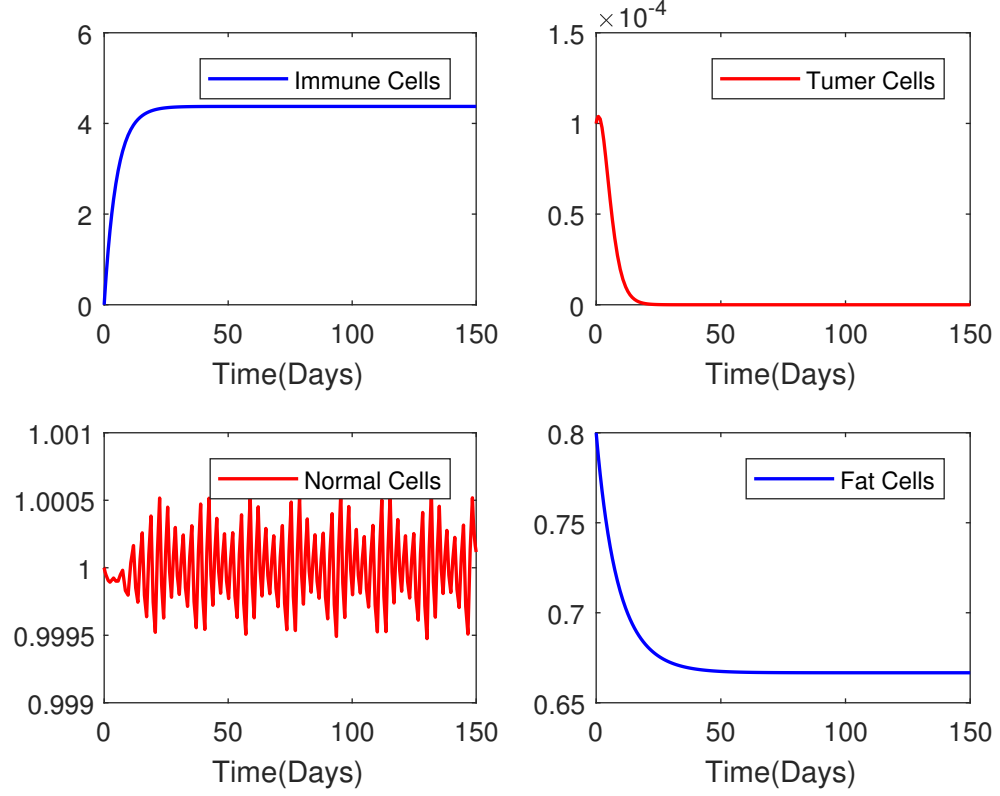 6
4
2
0
Immune Cells
0 50 100 150
Time(Days)
×10⁻⁴
1.5
1
0.5
0
Tumer Cells
0 50 100 150
Time(Days)
1.001
1.0005
1
0.9995
0.999
Normal Cells
0 50 100 150
Time(Days)
0.8
0.75
0.7
0.65
Fat Cells
0 50 100 150
Time(Days)